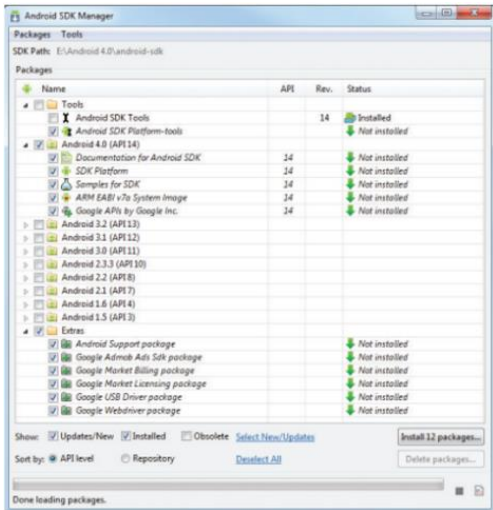 Android SDK Manager
Packages Tools
SDK Path: E:\Android 4.0\android-sdk
Packages
Name API Rev. Status
Tools
Android SDK Tools 14 Installed
Android SDK Platform-tools Not installed
Android 4.0 (API 14)
Documentation for Android SDK 14 Not installed
SDK Platform 14 Not installed
Samples for SDK 14 Not installed
ARM EABI v7a System Image 14 Not installed
Google APIs by Google Inc. 14 Not installed
Android 3.2 (API 13)
Android 3.1 (API 12)
Android 3.0 (API 11)
Android 2.3.3 (API 10)
Android 2.2 (API 8)
Android 2.1 (API 7)
Android 1.6 (API 4)
Android 1.5 (API 3)
Extras
Android Support package Not installed
Google Admob Ads Sdk package Not installed
Google Market Billing package Not installed
Google Market Licensing package Not installed
Google USB Driver package Not installed
Google Webdriver package Not installed
Show: Updates/New Installed Obsolete Select New/Updates Install 12 packages...
Sort by: API level Repository Deselect All Delete packages...
Done loading packages.